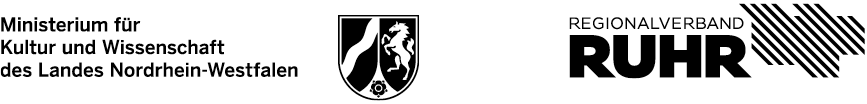 Ministerium für
Kultur und Wissenschaft
des Landes Nordrhein-Westfalen
REGIONALVERBAND
RUHR